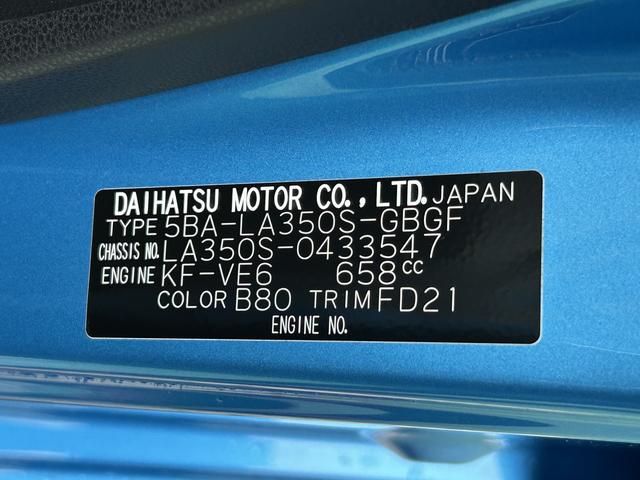 DAIHATSU MOTOR CO., LTD. JAPAN
TYPE 5BA-LA350S-GBGF
CHASSIS NO. LA350S-0433547
ENGINE KF-VE6 658cc
COLOR B80 TRIM FD21
ENGINE NO.